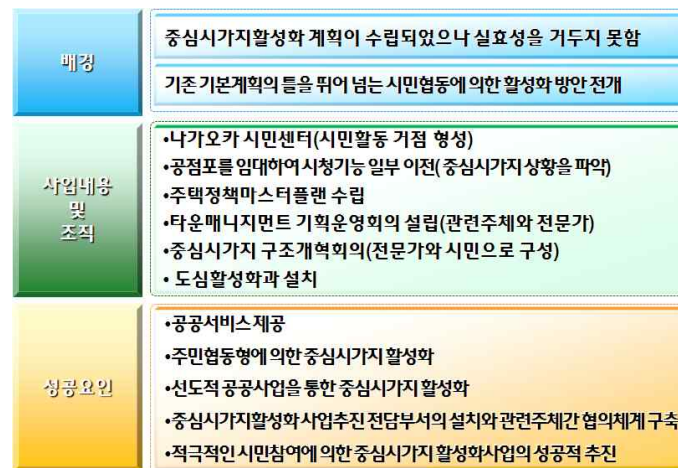 배경
중심시가지활성화 계획이 수립되었으나 실효성을 거두지 못함
기존 기본계획의 틀을 뛰어 넘는 시민협동에 의한 활성화 방안 전개
사업내용
및
조직
•나가오카 시민센터(시민활동 거점 형성)
•공점포를 임대하여 시청기능 일부 이전(중심시가지 상황을 파악)
•주택정책마스터플랜 수립
•타운매니지먼트 기획운영회의 설립(관련주체와 전문가)
•중심시가지 구조개혁회의(전문가와 시민으로 구성)
• 도심활성화과 설치
성공요인
•공공서비스 제공
•주민협동형에 의한 중심시가지 활성화
•선도적 공공사업을 통한 중심시가지 활성화
•중심시가지활성화 사업추진 전담부서의 설치와 관련주체간 협의체계 구축
•적극적인 시민참여에 의한 중심시가지 활성화사업의 성공적 추진